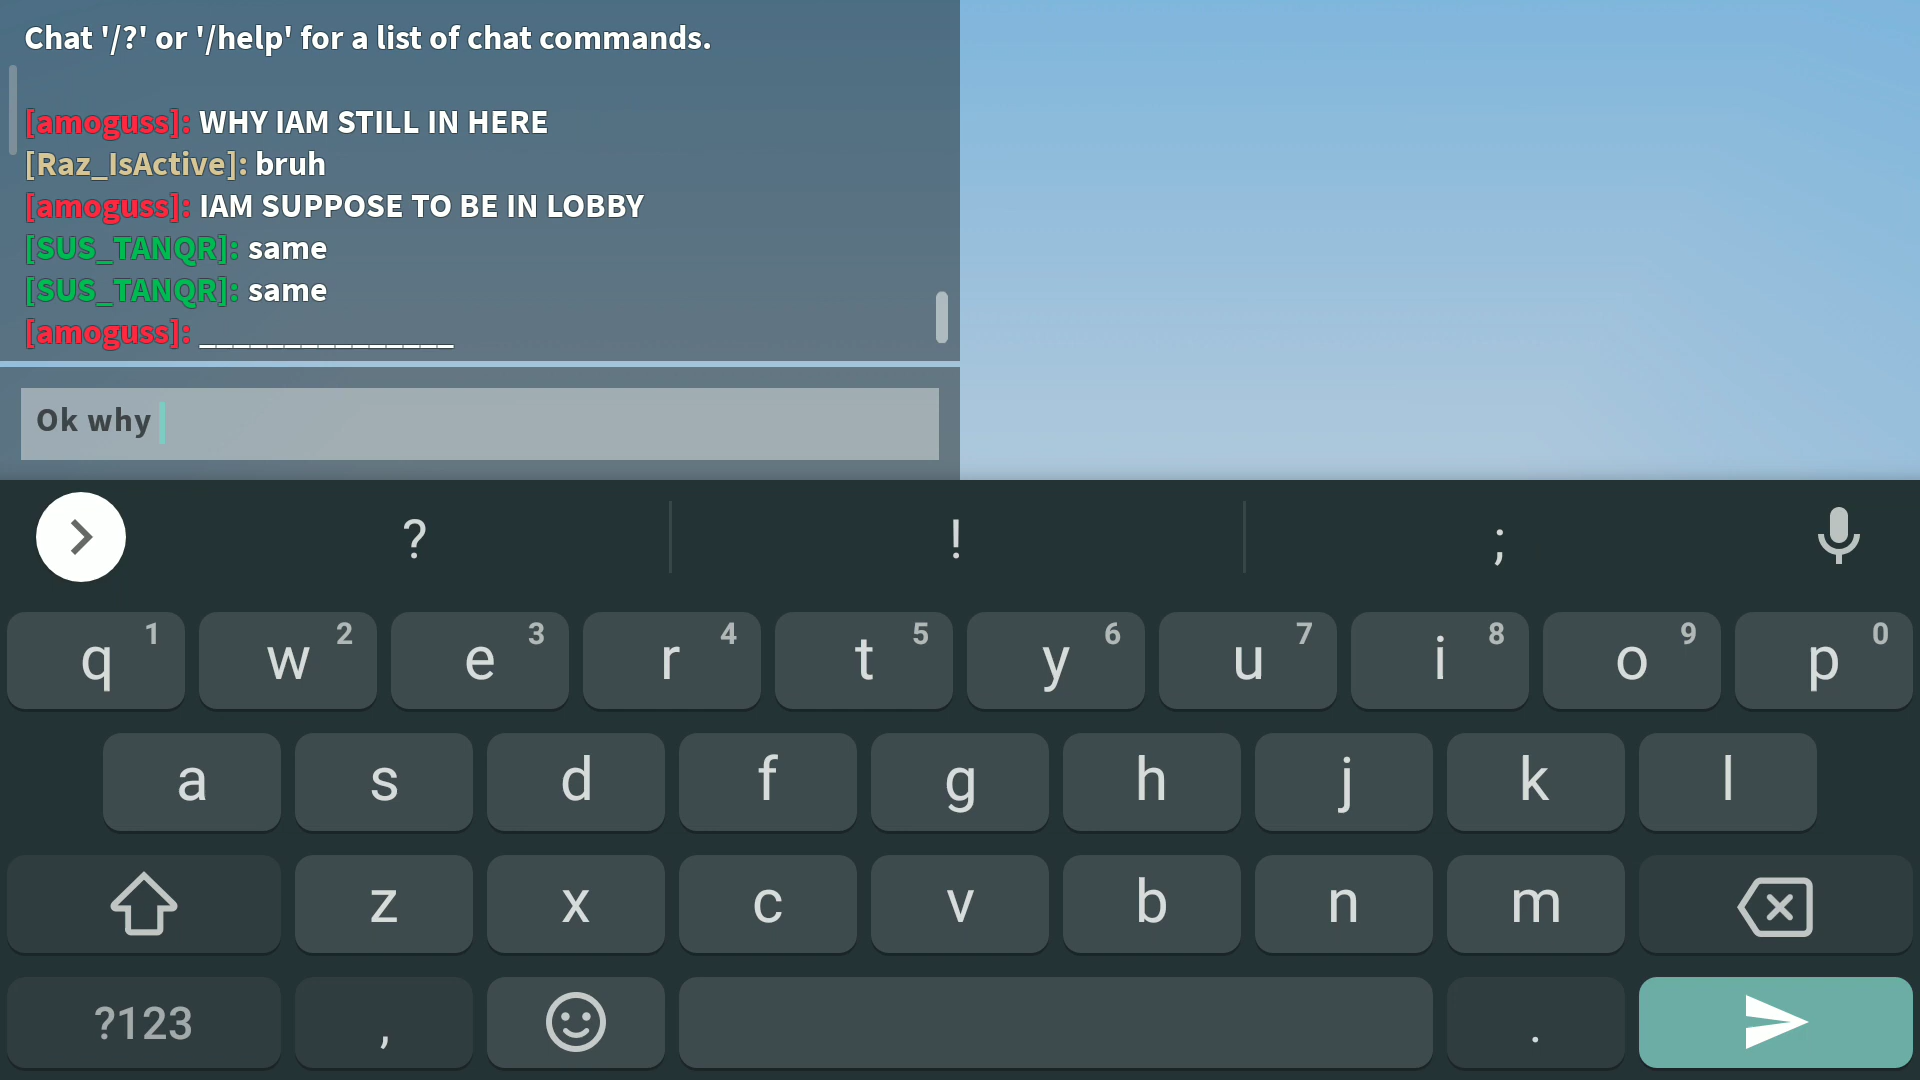 Chat '/?' or '/help' for a list of chat commands.
[amoguss]: WHY IAM STILL IN HERE
[Raz_IsActive]: bruh
[amoguss]: IAM SUPPOSE TO BE IN LOBBY
[SUS_TANQR]: same
[SUS_TANQR]: same
[amoguss]: _______________
Ok why
? ! ;
q 1 w 2 e 3 r 4 t 5 y 6 u 7 i 8 o 9 p 0
a s d f g h j k l
z x c v b n m
?123 , .